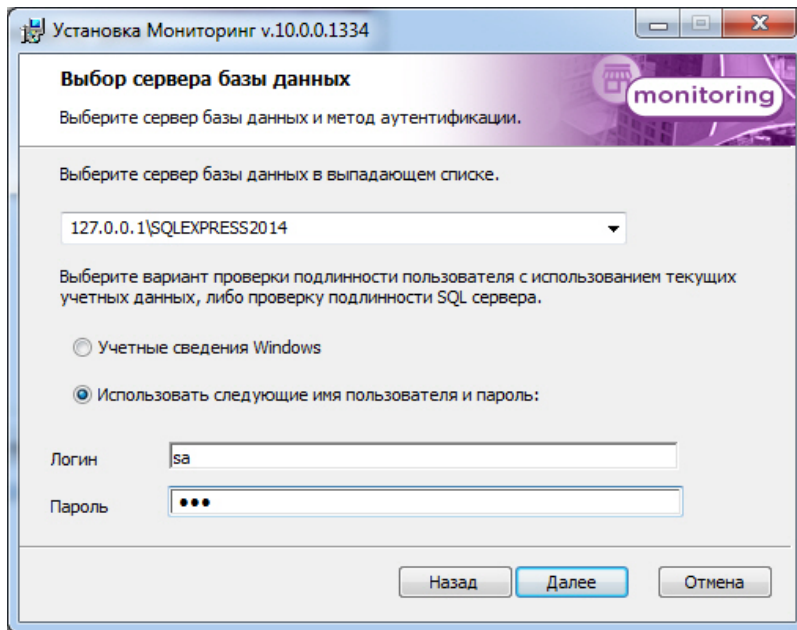 Установка Мониторинг v.10.0.0.1334
Выбор сервера базы данных
Выберите сервер базы данных и метод аутентификации.
monitoring
Выберите сервер базы данных в выпадающем списке.
127.0.0.1\SQLEXPRESS2014
Выберите вариант проверки подлинности пользователя с использованием текущих
учетных данных, либо проверку подлинности SQL сервера.
Учетные сведения Windows
Использовать следующие имя пользователя и пароль:
Логин sa
Пароль •••
Назад Далее Отмена